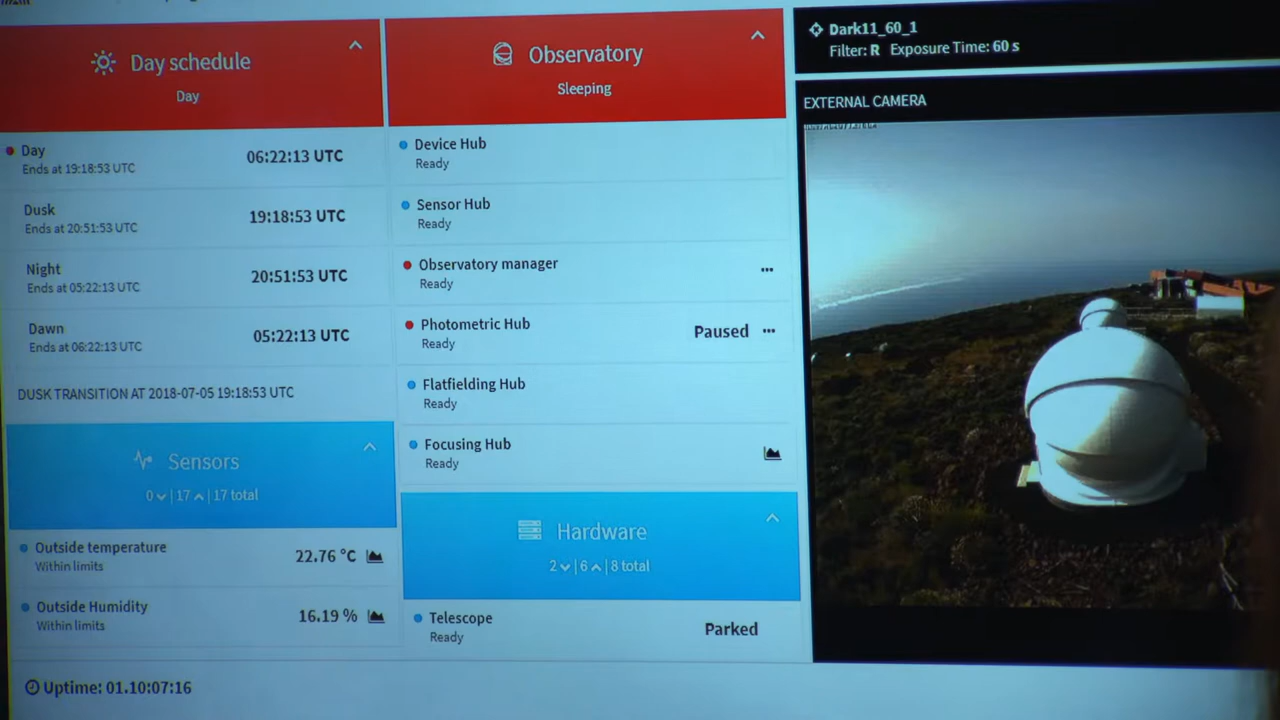 Day schedule
Day
Day
Ends at 19:18:53 UTC
06:22:13 UTC
Dusk
Ends at 20:51:53 UTC
19:18:53 UTC
Night
Ends at 05:22:13 UTC
20:51:53 UTC
Dawn
Ends at 06:22:13 UTC
05:22:13 UTC
DUSK TRANSITION AT 2018-07-05 19:18:53 UTC
Sensors
0 | 17 | 17 total
Outside temperature
Within limits
22.76 °C
Outside Humidity
Within limits
16.19 %
Uptime: 01.10:07:16
Observatory
Sleeping
Device Hub
Ready
Sensor Hub
Ready
Observatory manager
Ready
Photometric Hub
Ready
Paused
Flatfielding Hub
Ready
Focusing Hub
Ready
Hardware
2 | 6 | 8 total
Telescope
Ready
Parked
Dark11_60_1
Filter: R Exposure Time: 60 s
EXTERNAL CAMERA